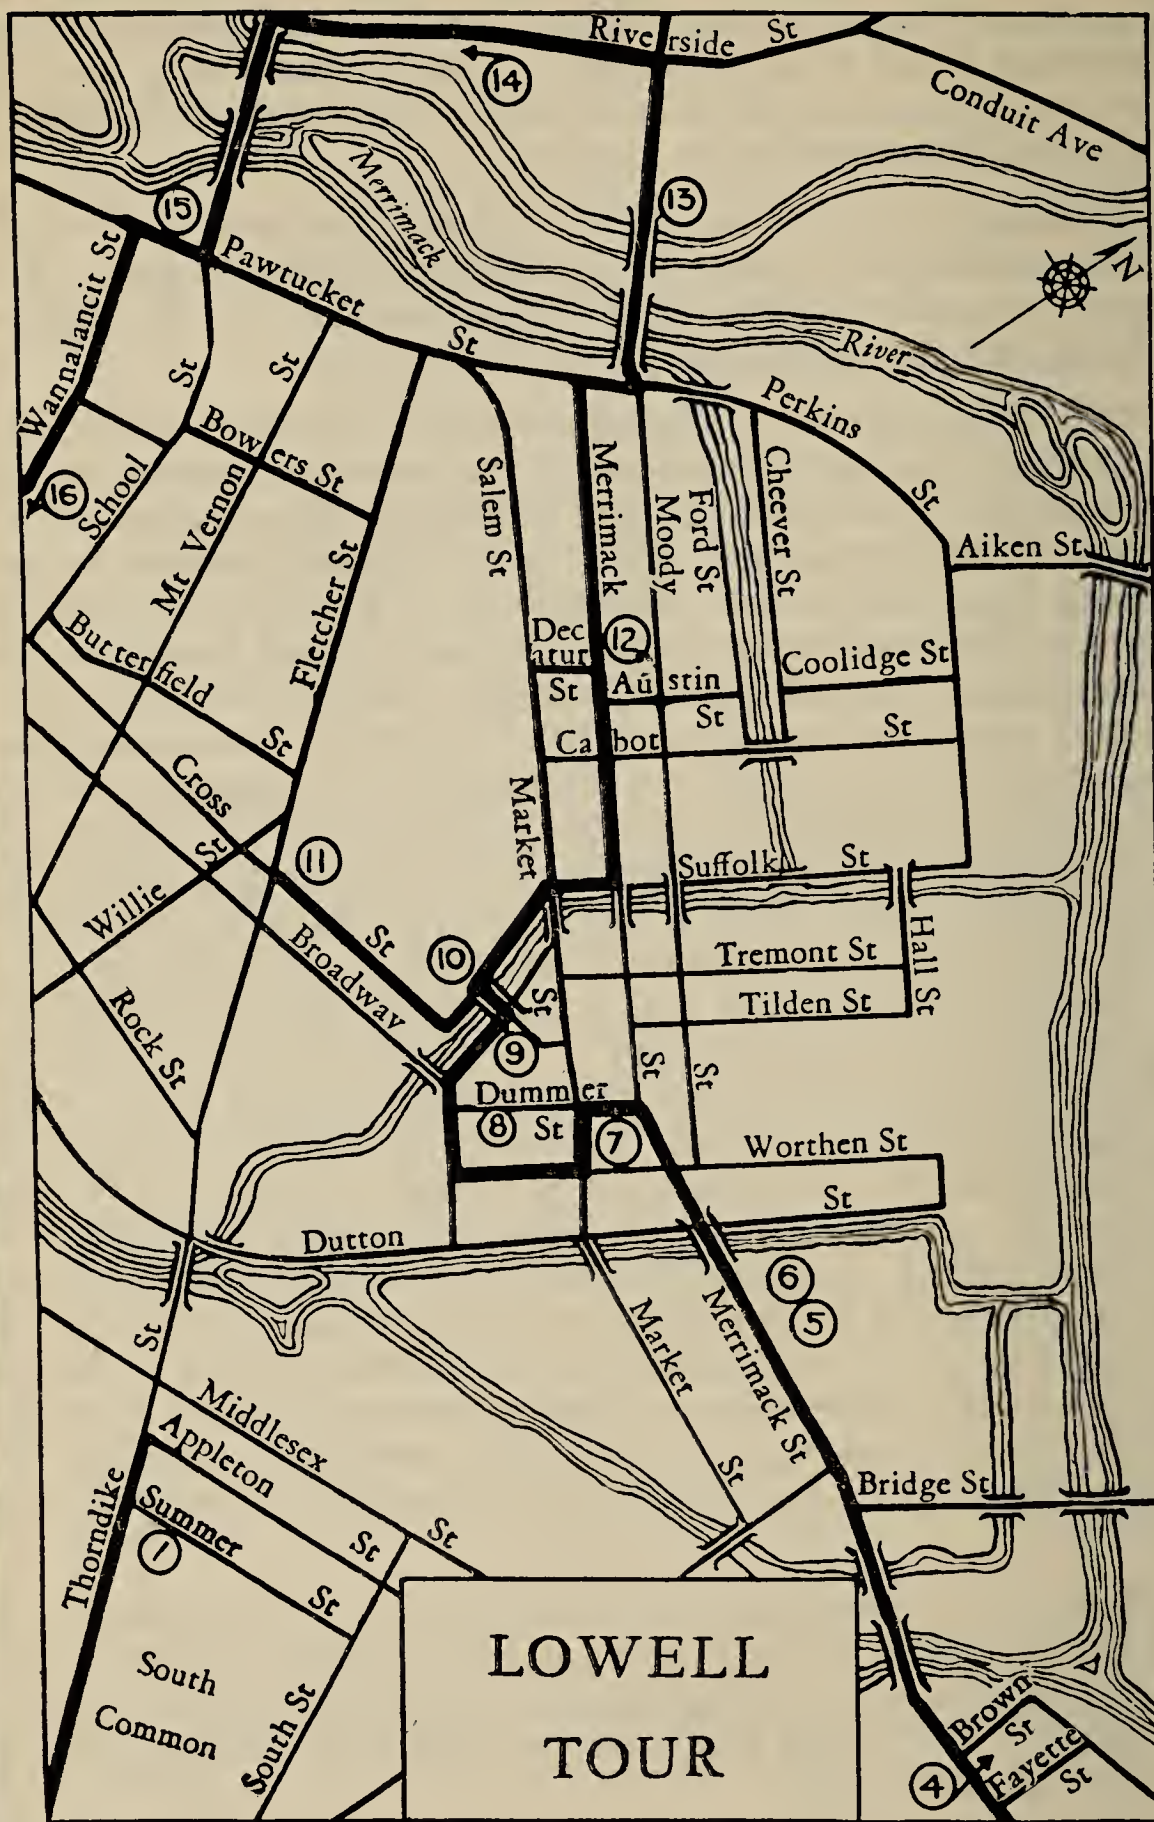 Riverside St
14
Conduit Ave
Merrimack
13
15
N
Pawtucket
St
River
Wannalancit St
St
St
Perkins
St
Bowers St
Merrimack
Moody
Ford St
Cheever St
16
School
Mt Vernon
Salem St
Aiken St
Fletcher St
Decatur
St
12
Butterfield
St
Austin
St
Coolidge St
Cabot
St
Cross
St
Market
St
11
Suffolk St
Willie
St
Broadway
10
Tremont St
Hall St
Rock St
Tilden St
9
St
St
Dummer
St
8
7
Worthen St
Dutton
St
6
5
St
Market
St
Merrimack St
Middlesex
St
Appleton
St
Bridge St
Thorndike
Summer
St
1
South
Common
South St
LOWELL
TOUR
Brown
St
4
Fayette
St